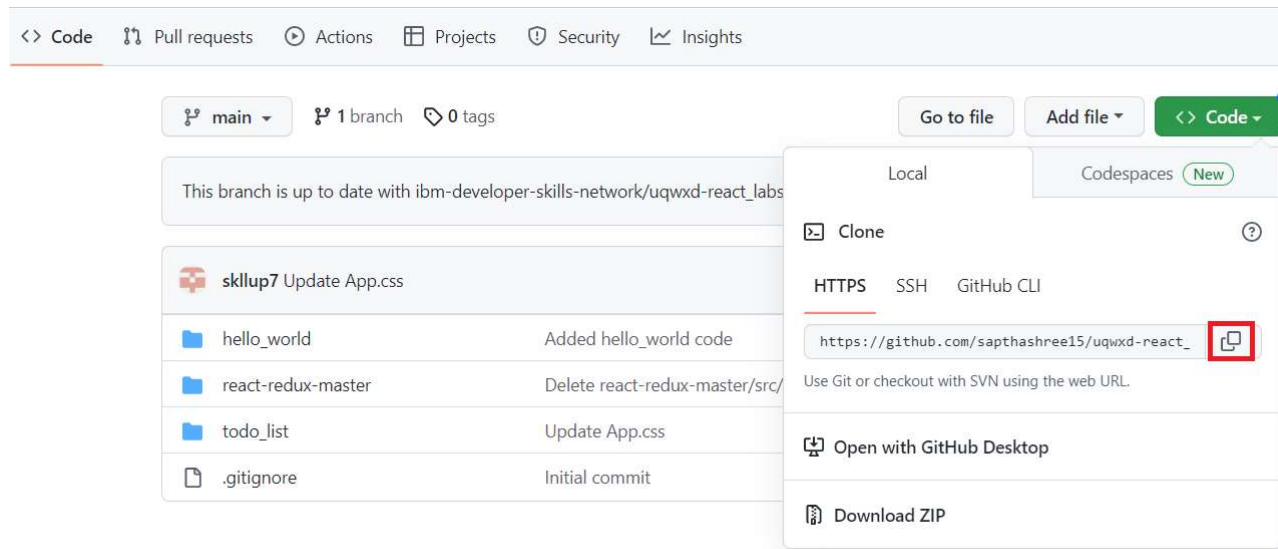 <> Code Pull requests Actions Projects Security Insights
main 1 branch 0 tags Go to file Add file <> Code
Local Codespaces New
This branch is up to date with ibm-developer-skills-network/uqwxd-react_labs
Clone
HTTPS SSH GitHub CLI
skllup7 Update App.css
https://github.com/sapthashree15/uqwxd-react_
hello_world Added hello_world code
Use Git or checkout with SVN using the web URL.
react-redux-master Delete react-redux-master/src/
todo_list Update App.css
Open with GitHub Desktop
.gitignore Initial commit
Download ZIP